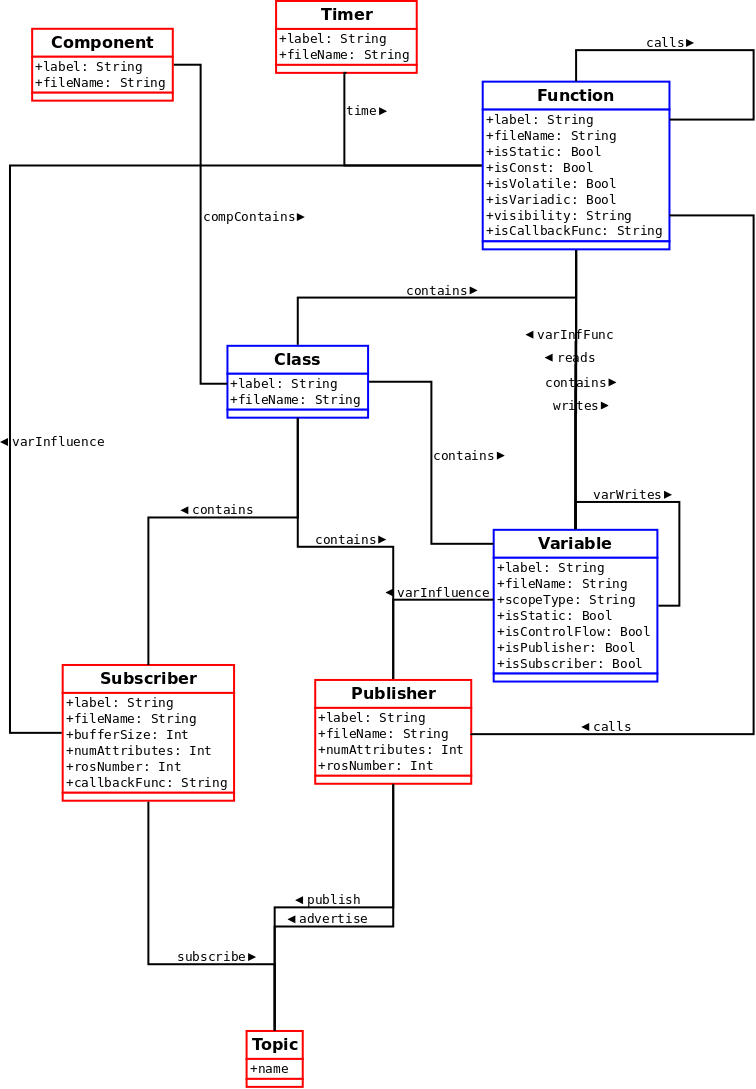 Timer
+label: String
+fileName: String
Component
+label: String
+fileName: String
calls►
time►
Function
+label: String
+fileName: String
+isStatic: Bool
+isConst: Bool
+isVolatile: Bool
+isVariadic: Bool
+visibility: String
+isCallbackFunc: String
compContains►
contains►
◄varInfFunc
◄reads
contains►
writes►
Class
+label: String
+fileName: String
◄varInfluence
contains►
varWrites►
◄contains
contains►
Variable
+label: String
+fileName: String
+scopeType: String
+isStatic: Bool
+isControlFlow: Bool
+isPublisher: Bool
+isSubscriber: Bool
◄varInfluence
Subscriber
+label: String
+fileName: String
+bufferSize: Int
+numAttributes: Int
+rosNumber: Int
+callbackFunc: String
Publisher
+label: String
+fileName: String
+numAttributes: Int
+rosNumber: Int
◄calls
◄publish
◄advertise
subscribe►
Topic
+name